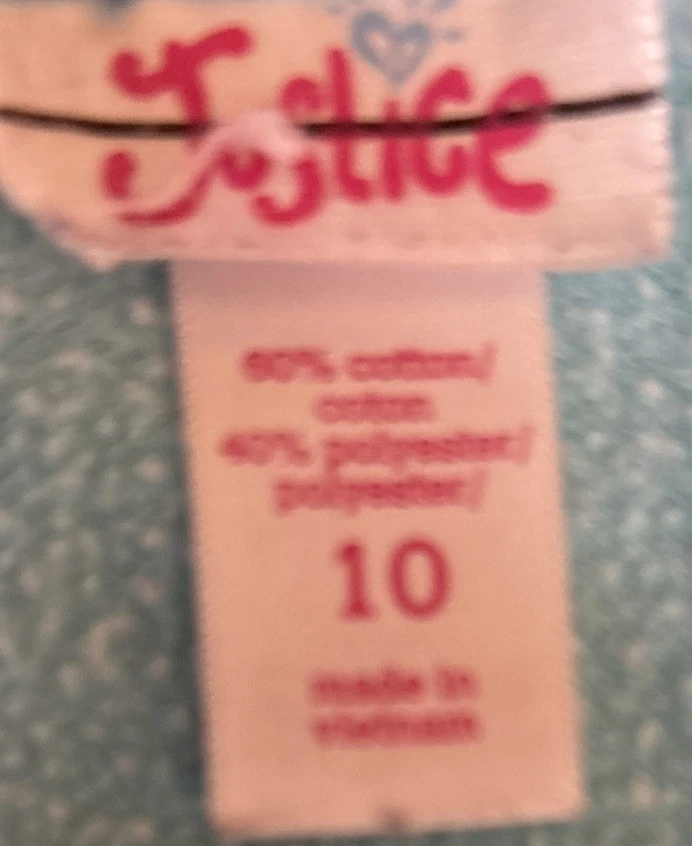 Justice
60% cotton/
coton
40% polyester/
polyester/
10
made in
vietnam